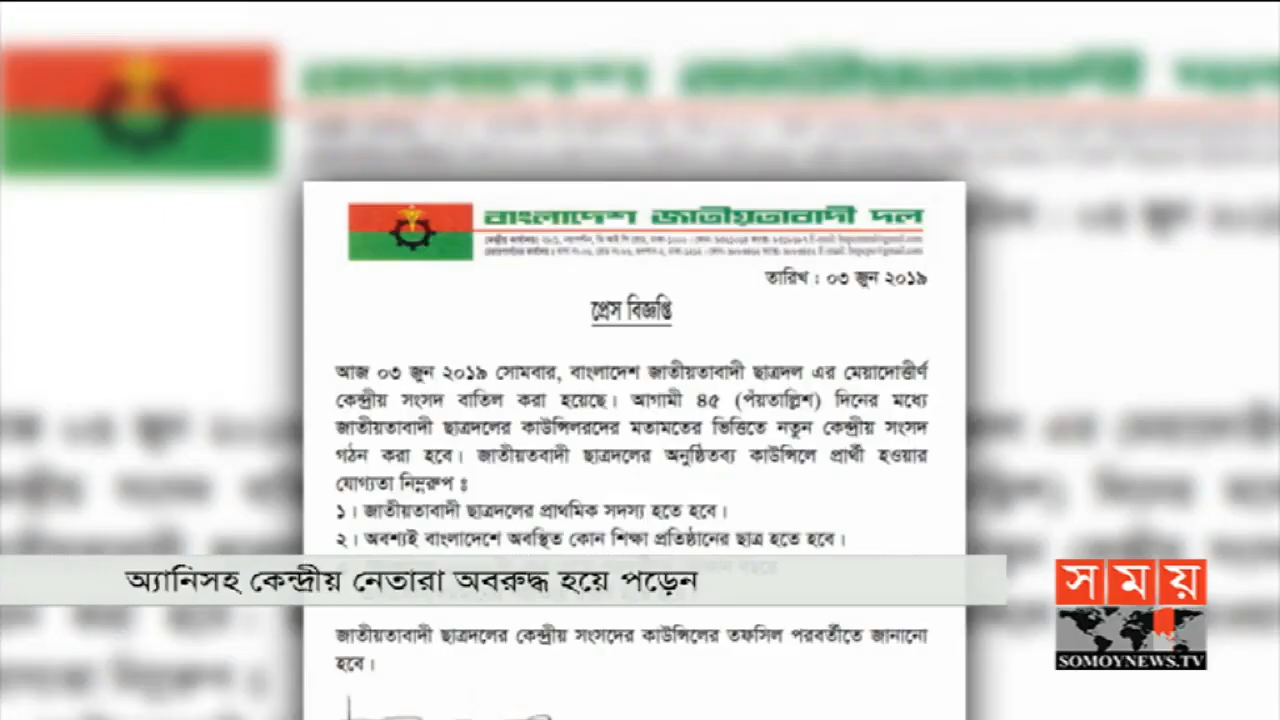 বাংলাদেশ জাতীয়তাবাদী দল
তারিখ : ০৩ জুন ২০১৯
প্রেস বিজ্ঞপ্তি
আজ ০৩ জুন ২০১৯ সোমবার, বাংলাদেশ জাতীয়তাবাদী ছাত্রদল এর মেয়াদোত্তীর্ণ
কেন্দ্রীয় সংসদ বাতিল করা হয়েছে। আগামী ৪৫ (পঁয়তাল্লিশ) দিনের মধ্যে
জাতীয়তাবাদী ছাত্রদলের কাউন্সিলরদের মতামতের ভিত্তিতে নতুন কেন্দ্রীয় সংসদ
গঠন করা হবে। জাতীয়তবাদী ছাত্রদলের অনুষ্ঠিতব্য কাউন্সিলে প্রার্থী হওয়ার
যোগ্যতা নিম্নরুপ ঃ
১। জাতীয়তাবাদী ছাত্রদলের প্রাথমিক সদস্য হতে হবে।
২। অবশ্যই বাংলাদেশে অবস্থিত কোন শিক্ষা প্রতিষ্ঠানের ছাত্র হতে হবে।
অ্যানিসহ কেন্দ্রীয় নেতারা অবরুদ্ধ হয়ে পড়েন
সময়
SOMOYNEWS.TV
জাতীয়তাবাদী ছাত্রদলের কেন্দ্রীয় সংসদের কাউন্সিলের তফসিল পরবর্তীতে জানানো
হবে।